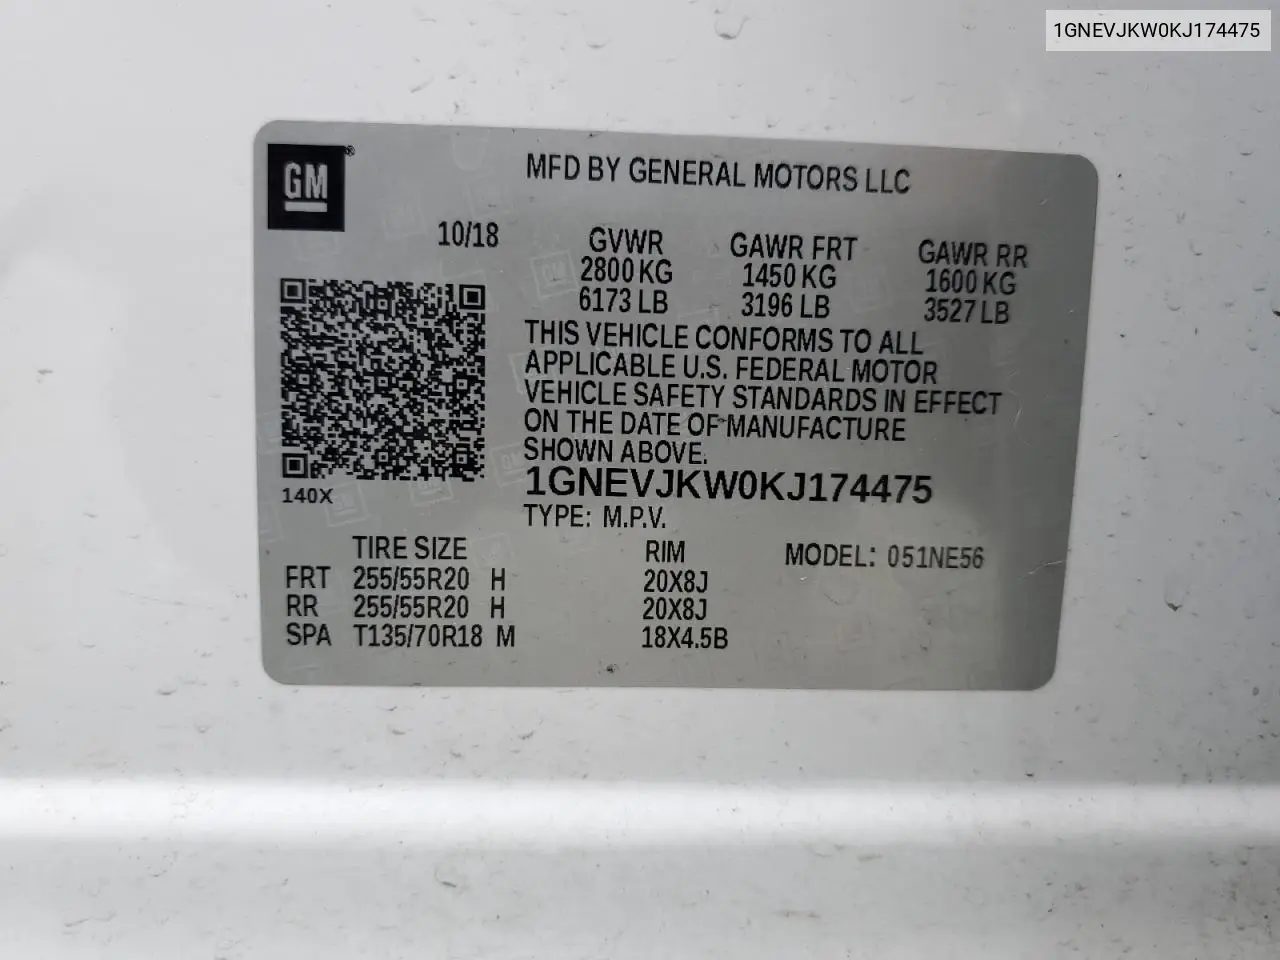 1GNEVJKW0KJ174475
GM®
MFD BY GENERAL MOTORS LLC
10/18
GVWR GAWR FRT GAWR RR
2800 KG 1450 KG 1600 KG
6173 LB 3196 LB 3527 LB
THIS VEHICLE CONFORMS TO ALL
APPLICABLE U.S. FEDERAL MOTOR
VEHICLE SAFETY STANDARDS IN EFFECT
ON THE DATE OF MANUFACTURE
SHOWN ABOVE.
140X
1GNEVJKW0KJ174475
TYPE: M.P.V.
TIRE SIZE RIM MODEL: 051NE56
FRT 255/55R20 H 20X8J
RR 255/55R20 H 20X8J
SPA T135/70R18 M 18X4.5B